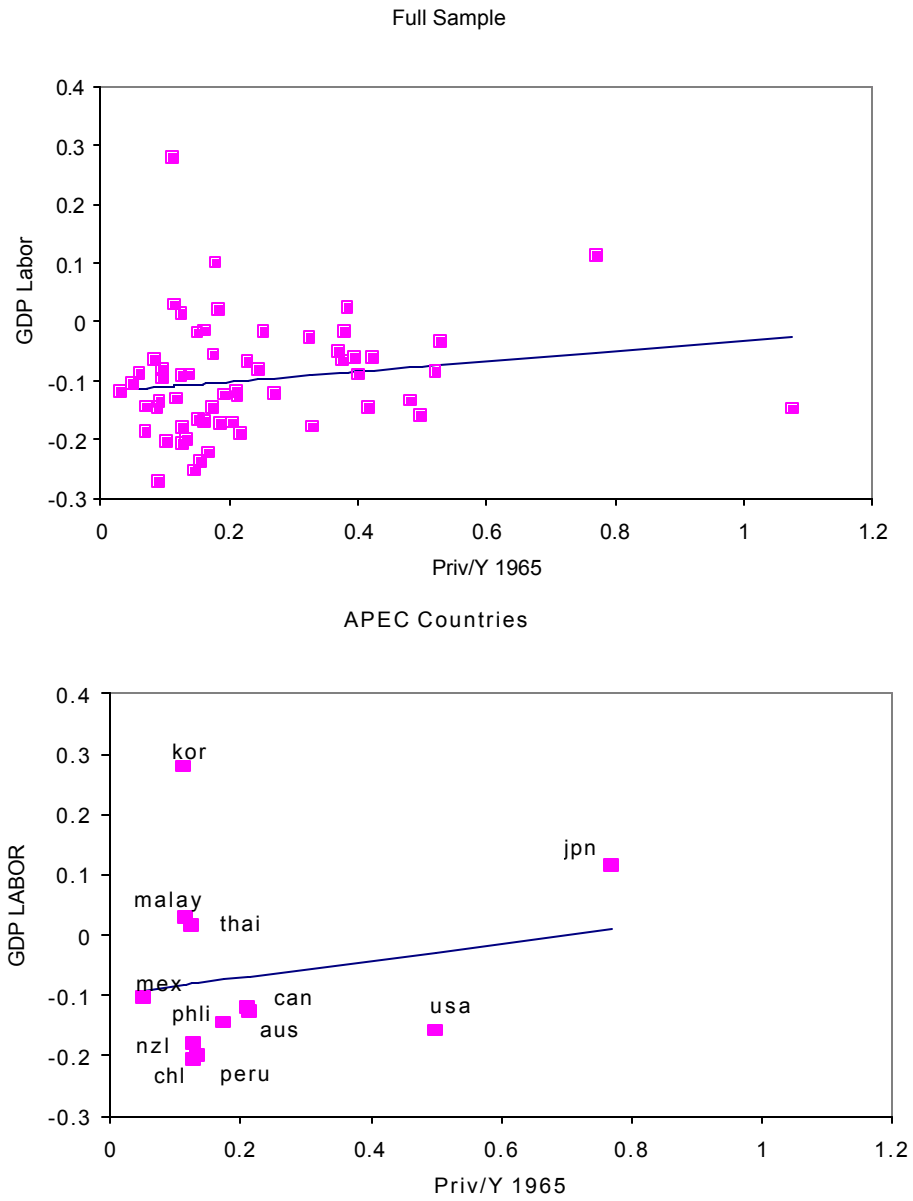 Full Sample
0.4
0.3
0.2
0.1
0
-0.1
-0.2
-0.3
GDP Labor
0 0.2 0.4 0.6 0.8 1 1.2
Priv/Y 1965
APEC Countries
0.4
0.3
0.2
0.1
0
-0.1
-0.2
-0.3
GDP LABOR
kor
jpn
malay
thai
mex
can
usa
phli
aus
nzl
chl
peru
0 0.2 0.4 0.6 0.8 1 1.2
Priv/Y 1965